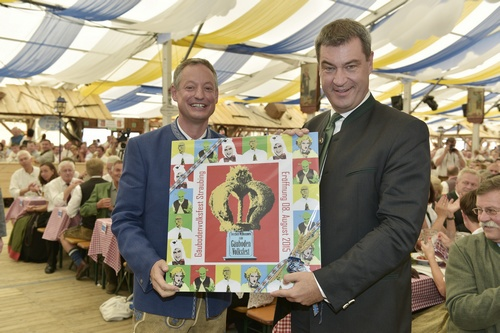 Gäubodenvolksfest Straubing
Eröffnung 08. August 2015
Gäuboden
Volksfest